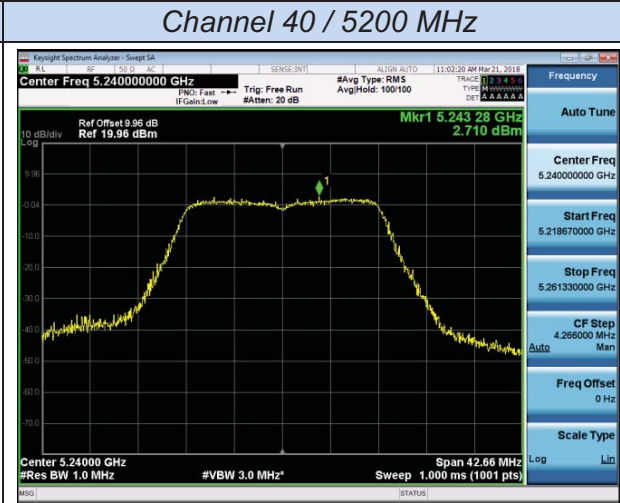 Channel 40 / 5200 MHz
Keysight Spectrum Analyzer - Swept SA
RL RF 50 Ω AC SENSE:INT ALIGN AUTO 11:02:20 AM Mar 21, 2018
Center Freq 5.240000000 GHz
PNO: Fast
IFGain:Low
Trig: Free Run
#Atten: 20 dB
#Avg Type: RMS
Avg|Hold: 100/100
TRACE 1 2 3 4 5 6
TYPE M
DET A A A A A A
Ref Offset 9.96 dB
10 dB/div Ref 19.96 dBm
Log
Mkr1 5.243 28 GHz
2.710 dBm
1
9.96
-0.04
-10.0
-20.0
-30.0
-40.0
-50.0
-60.0
-70.0
Center 5.24000 GHz Span 42.66 MHz
#Res BW 1.0 MHz #VBW 3.0 MHz* Sweep 1.000 ms (1001 pts)
MSG STATUS
Frequency
Auto Tune
Center Freq
5.240000000 GHz
Start Freq
5.218670000 GHz
Stop Freq
5.261330000 GHz
CF Step
4.266000 MHz
Auto Man
Freq Offset
0 Hz
Scale Type
Log Lin